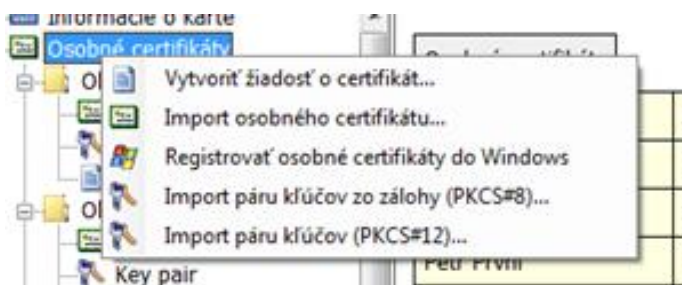 Informácie o karte
Osobné certifikáty
Vytvoriť žiadosť o certifikát...
Import osobného certifikátu...
Registrovať osobné certifikáty do Windows
Import páru kľúčov zo zálohy (PKCS#8)...
Import páru kľúčov (PKCS#12)...
Key pair
Petr První